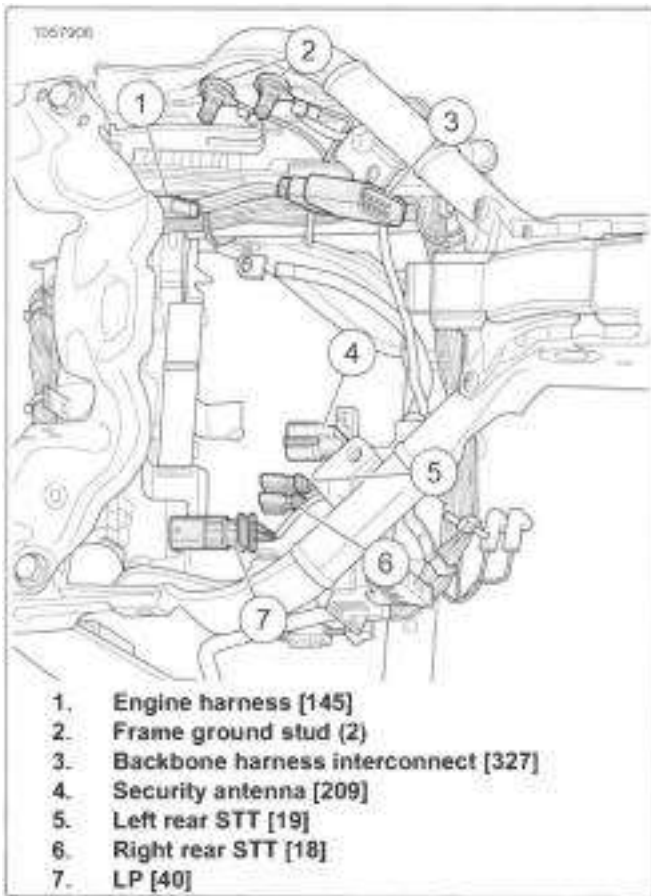 1
2
3
4
5
6
7
1. Engine harness [145]
2. Frame ground stud (2)
3. Backbone harness interconnect [327]
4. Security antenna [209]
5. Left rear STT [19]
6. Right rear STT [18]
7. LP [40]